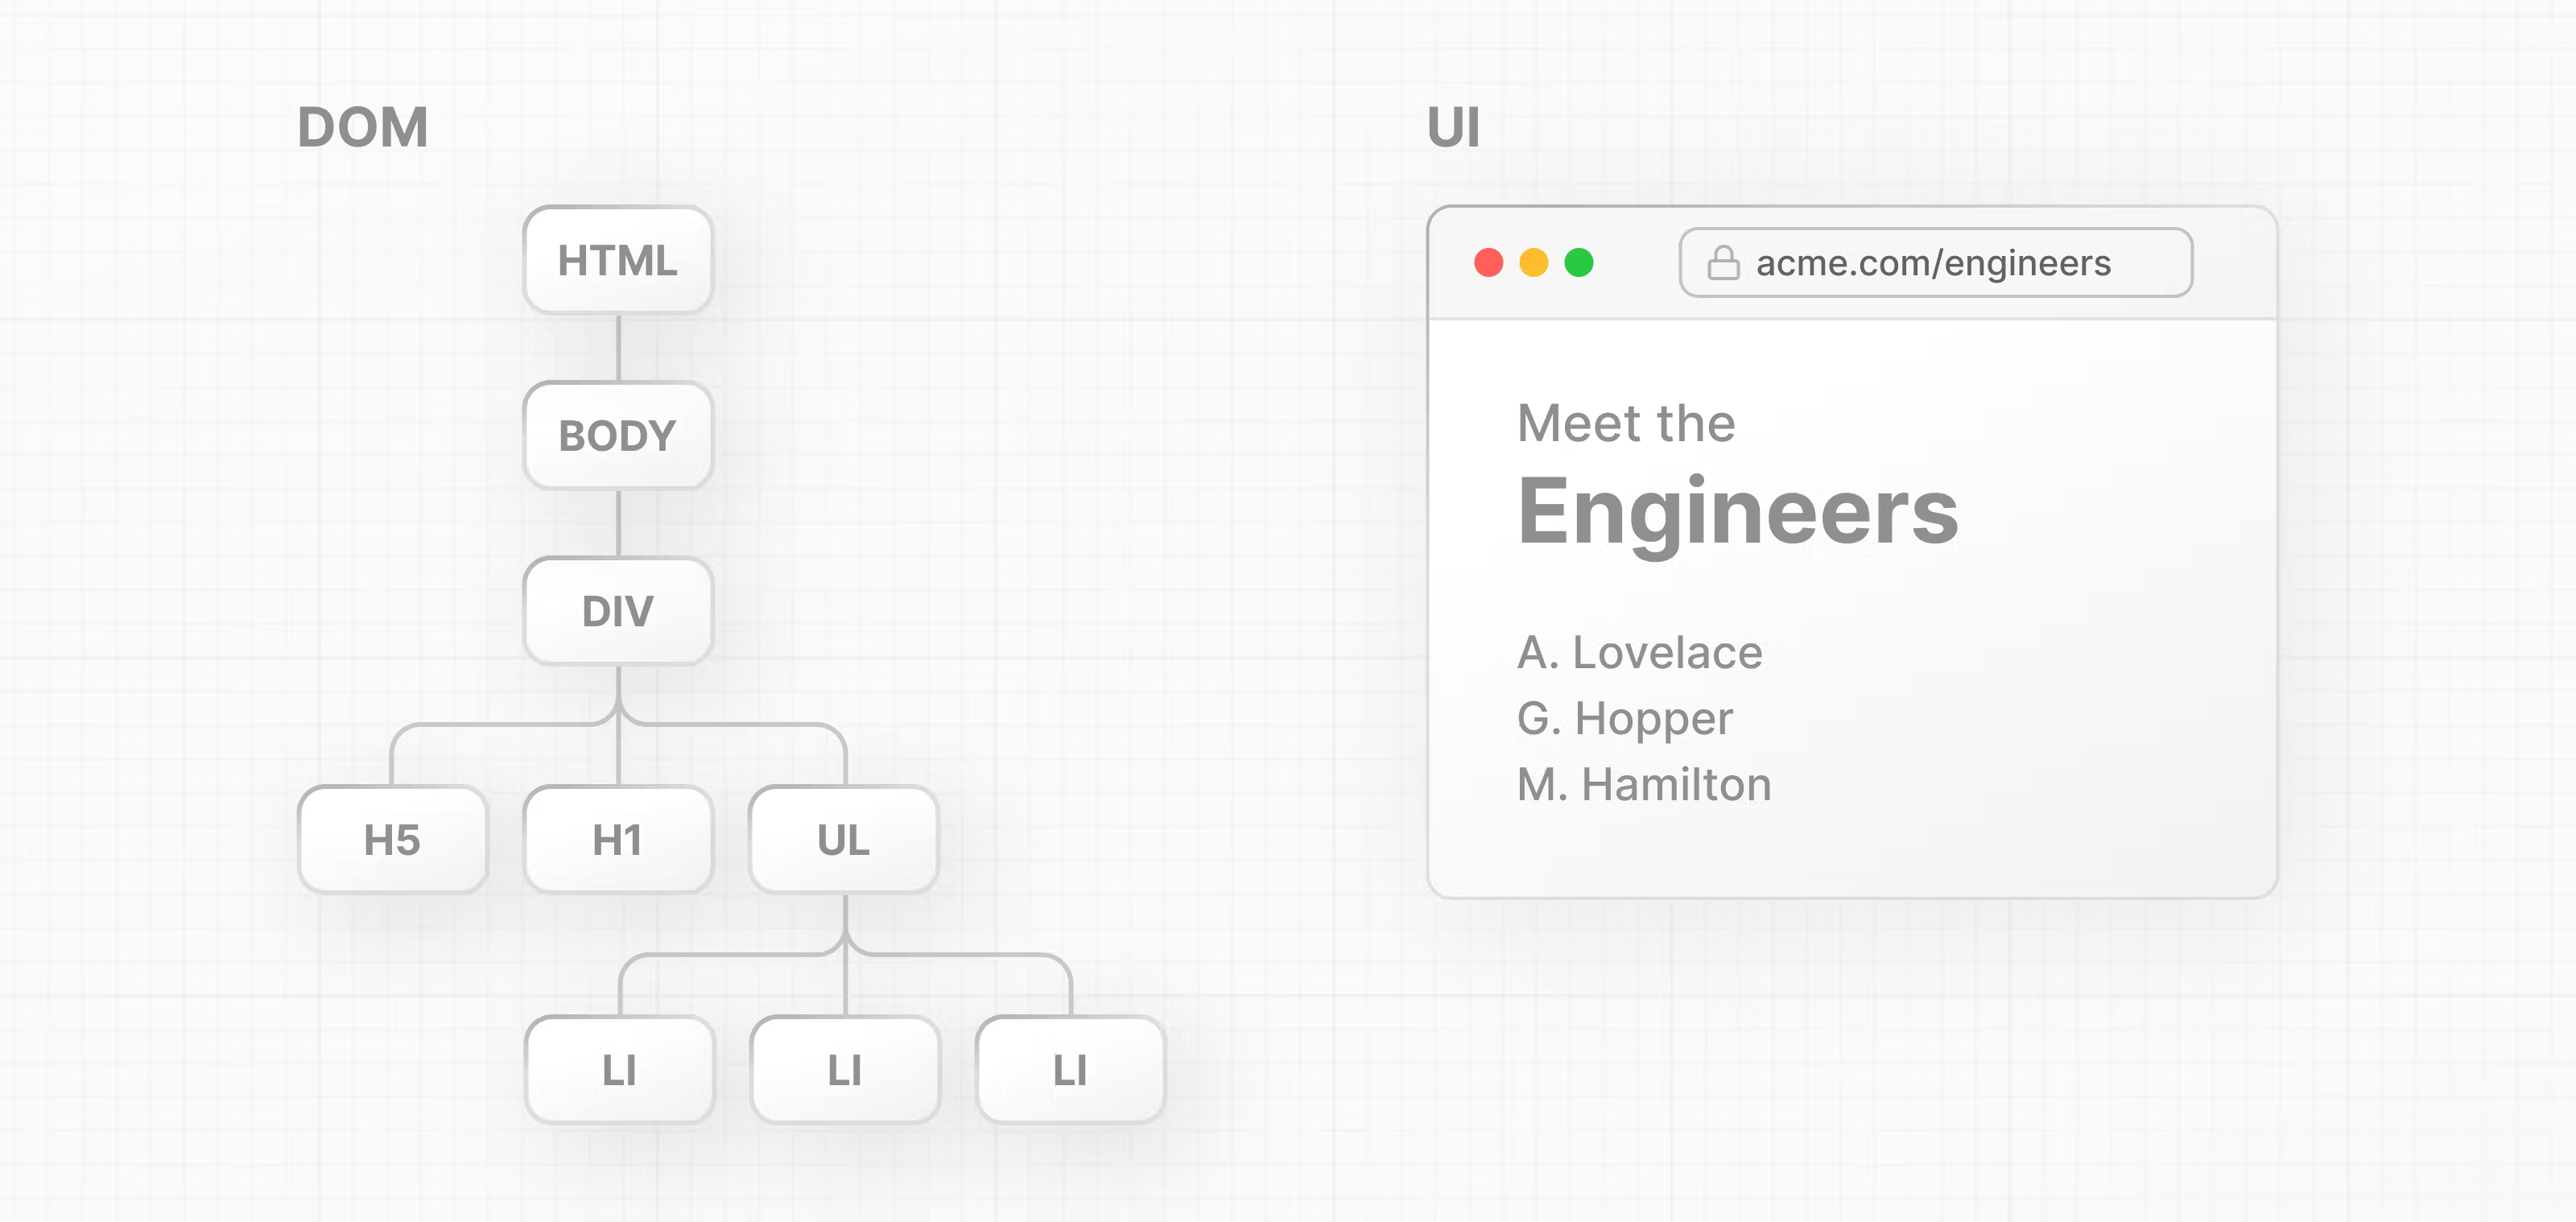 DOM
HTML
BODY
DIV
H5 H1 UL
LI LI LI
UI
acme.com/engineers
Meet the
Engineers
A. Lovelace
G. Hopper
M. Hamilton